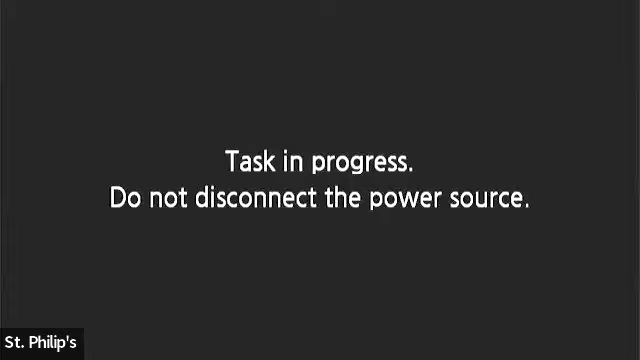 Task in progress.
Do not disconnect the power source.
St. Philip's